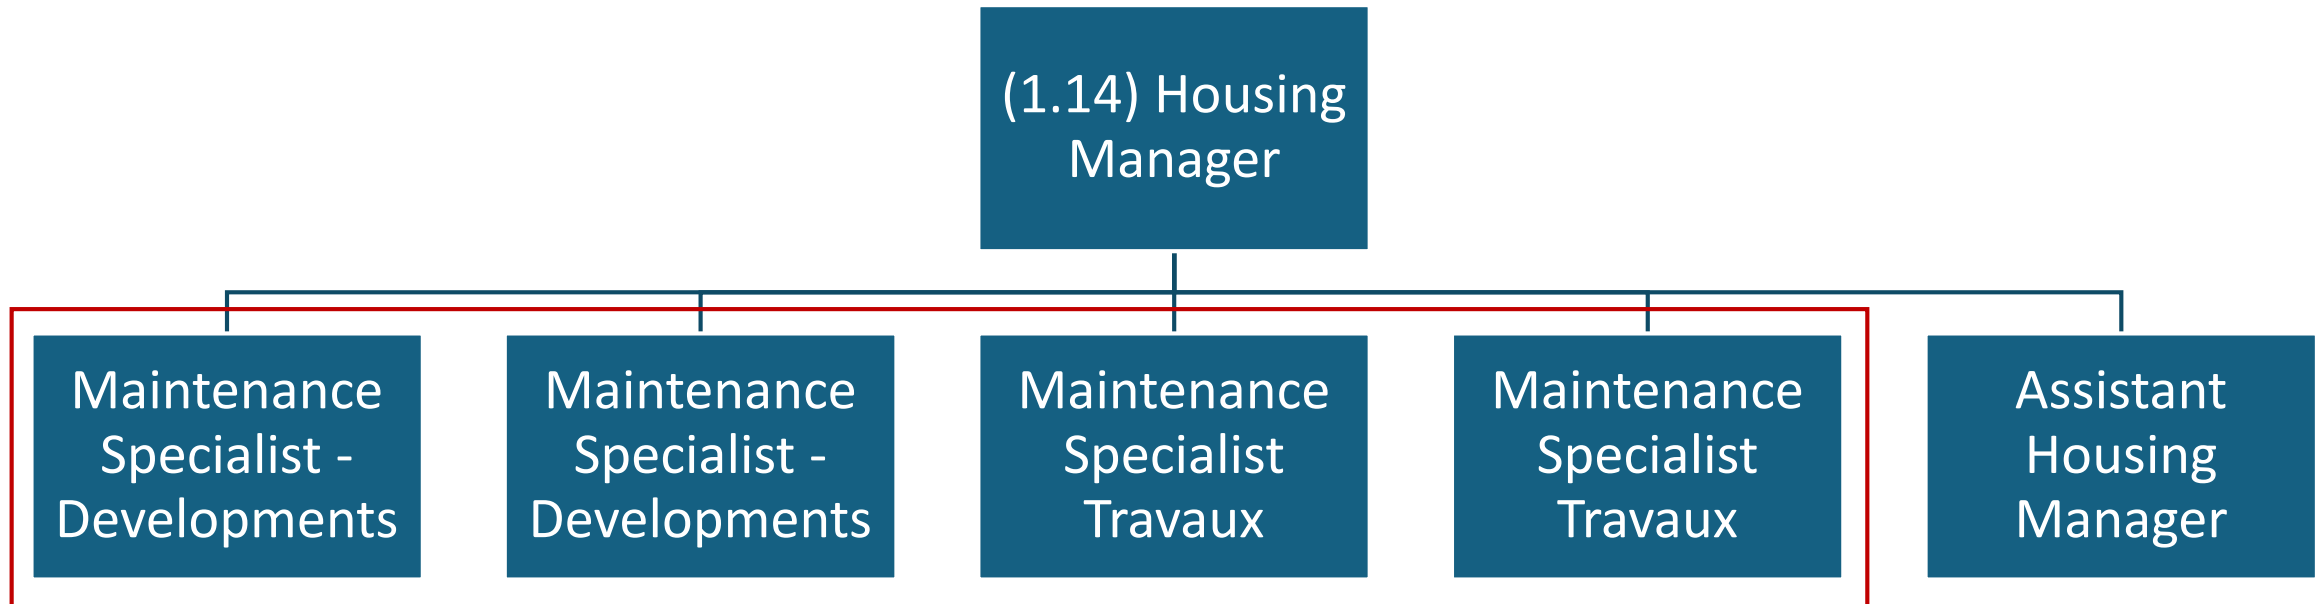 (1.14) Housing
Manager
Maintenance
Specialist -
Developments
Maintenance
Specialist -
Developments
Maintenance
Specialist
Travaux
Maintenance
Specialist
Travaux
Assistant
Housing
Manager